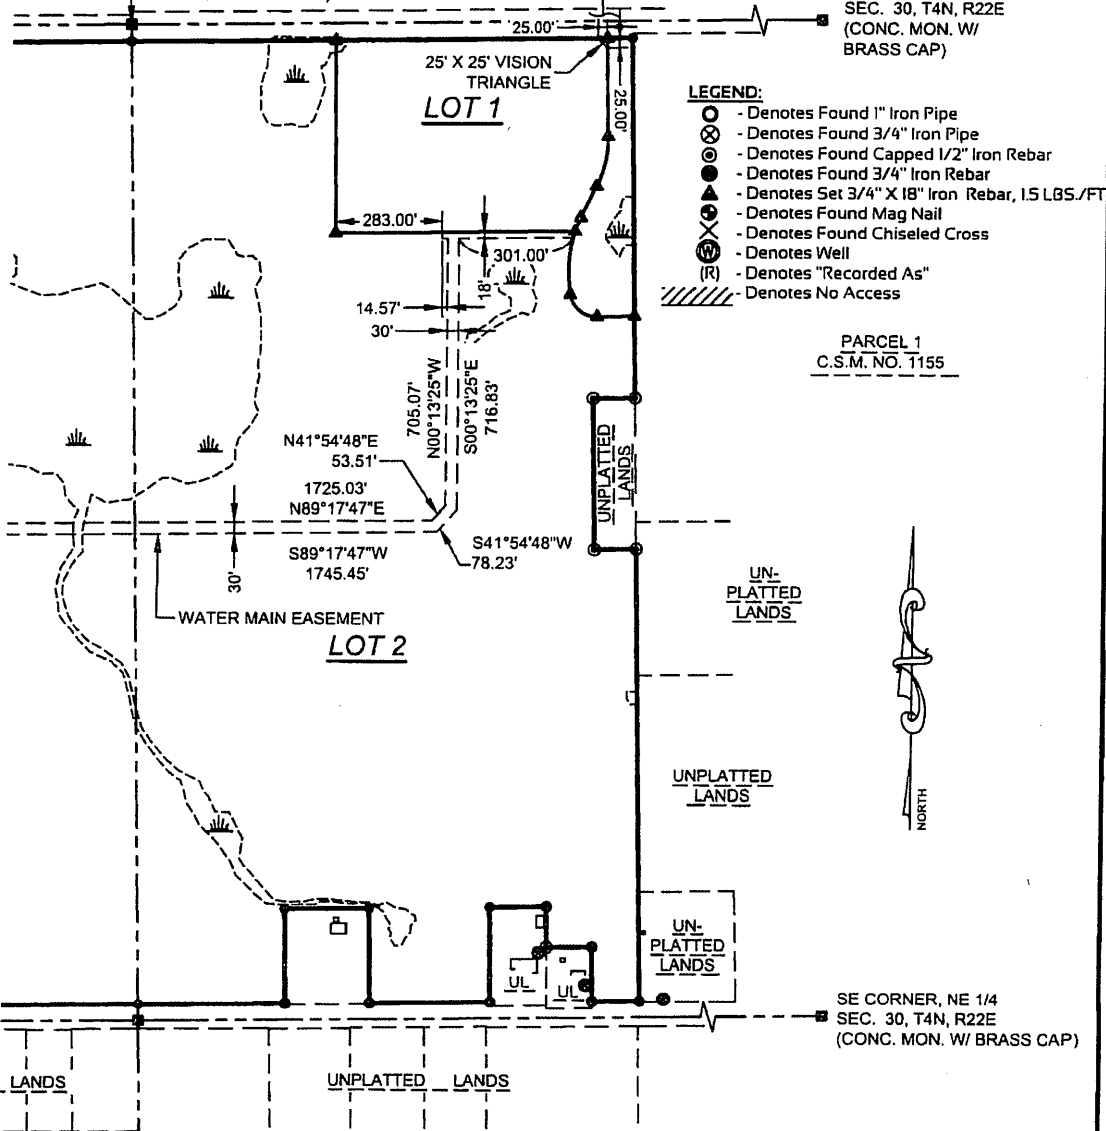 SEC. 30, T4N, R22E
(CONC. MON. W/
BRASS CAP)
25.00'
25' X 25' VISION
TRIANGLE
LOT 1
25.00'
LEGEND:
- Denotes Found 1" Iron Pipe
- Denotes Found 3/4" Iron Pipe
- Denotes Found Capped 1/2" Iron Rebar
- Denotes Found 3/4" Iron Rebar
- Denotes Set 3/4" X 18" Iron Rebar, 1.5 LBS./FT
- Denotes Found Mag Nail
- Denotes Found Chiseled Cross
W - Denotes Well
(R) - Denotes "Recorded As"
- Denotes No Access
283.00'
301.00'
18'
14.57'
30'
PARCEL 1
C.S.M. NO. 1155
705.07'
N00°13'25"W
S00°13'25"E
716.83'
N41°54'48"E
53.51'
1725.03'
N89°17'47"E
UNPLATTED
LANDS
S41°54'48"W
78.23'
S89°17'47"W
1745.45'
30'
WATER MAIN EASEMENT
LOT 2
UN-
PLATTED
LANDS
UNPLATTED
LANDS
NORTH
UN-
PLATTED
LANDS
UL
UL
SE CORNER, NE 1/4
SEC. 30, T4N, R22E
(CONC. MON. W/ BRASS CAP)
LANDS
UNPLATTED LANDS